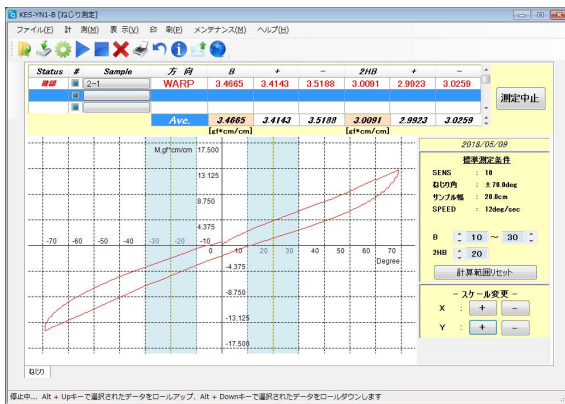 KES-YN1-B [ねじり測定]
ファイル(F) 計 測(M) 表 示(V) 印 刷(P) メンテナンス(M) ヘルプ(H)
Status # Sample 方 向 B + - 2HB + -
確認 2-1 WARP 3.4665 3.4143 3.5188 3.0091 2.9923 3.0259
測定中止
Ave. 3.4665 3.4143 3.5188 3.0091 2.9923 3.0259
[gf*cm/cm] [gf*cm/cm]
M,gf*cm/cm 17.500
13.125
8.750
4.375
-70 -60 -50 -40 -30 -20 -10 0 10 20 30 40 50 60 70
Degree
-4.375
-8.750
-13.125
-17.500
2018/05/09
標準測定条件
SENS : 10
ねじり角 : ±70.0deg
サンプル幅 : 20.0cm
SPEED : 12deg/sec
B 10 ~ 30
2HB 20
計算範囲リセット
- スケール変更 -
X : + -
Y : + -
ねじり
停止中... Alt + Upキーで選択されたデータをロールアップ、Alt + Downキーで選択されたデータをロールダウンします